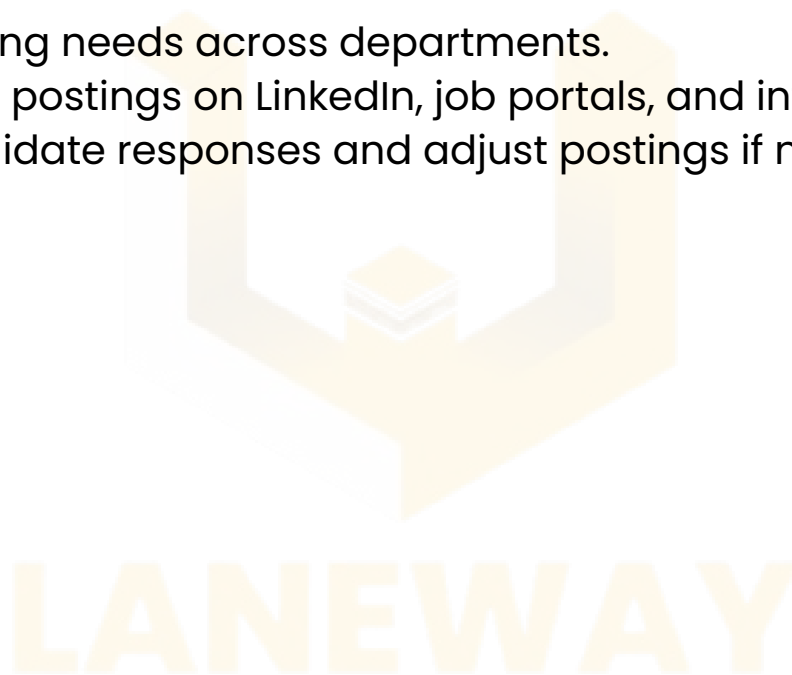 ng needs across departments.
postings on LinkedIn, job portals, and in
idate responses and adjust postings if n
LANEWAY